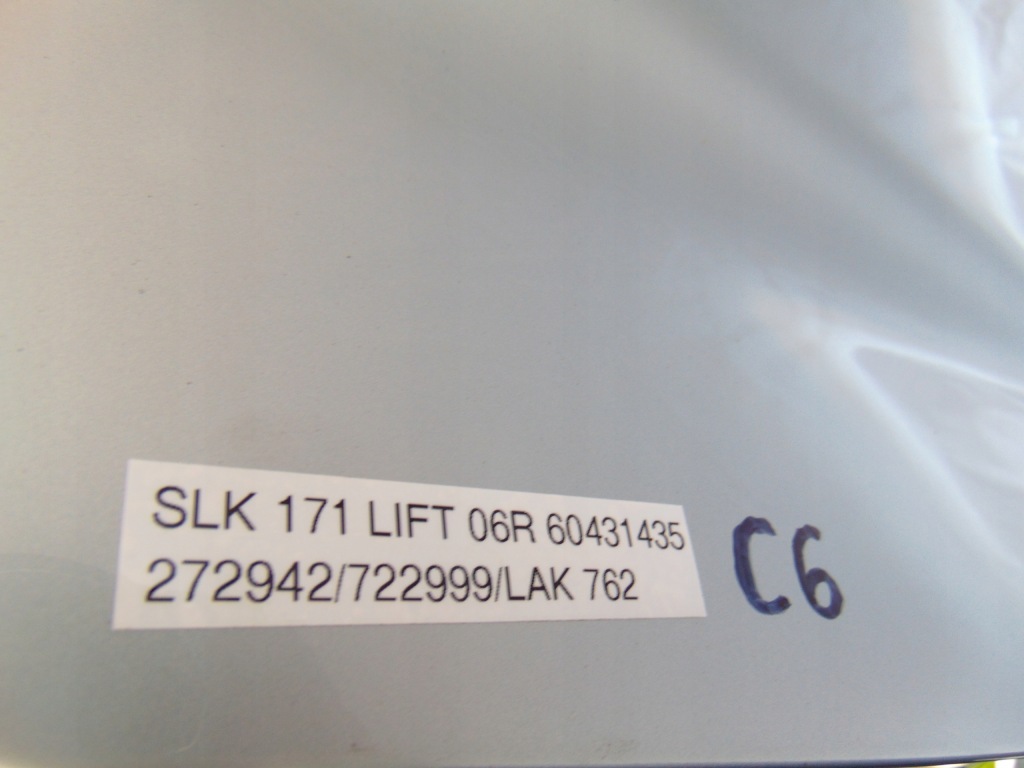 SLK 171 LIFT 06R 60431435
272942/722999/LAK 762
C6